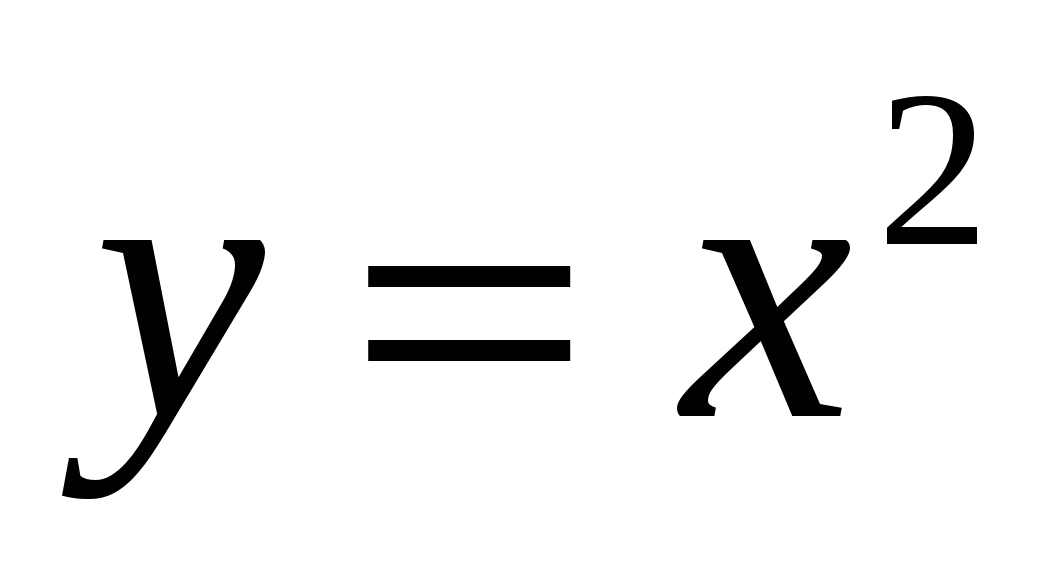 y = x²